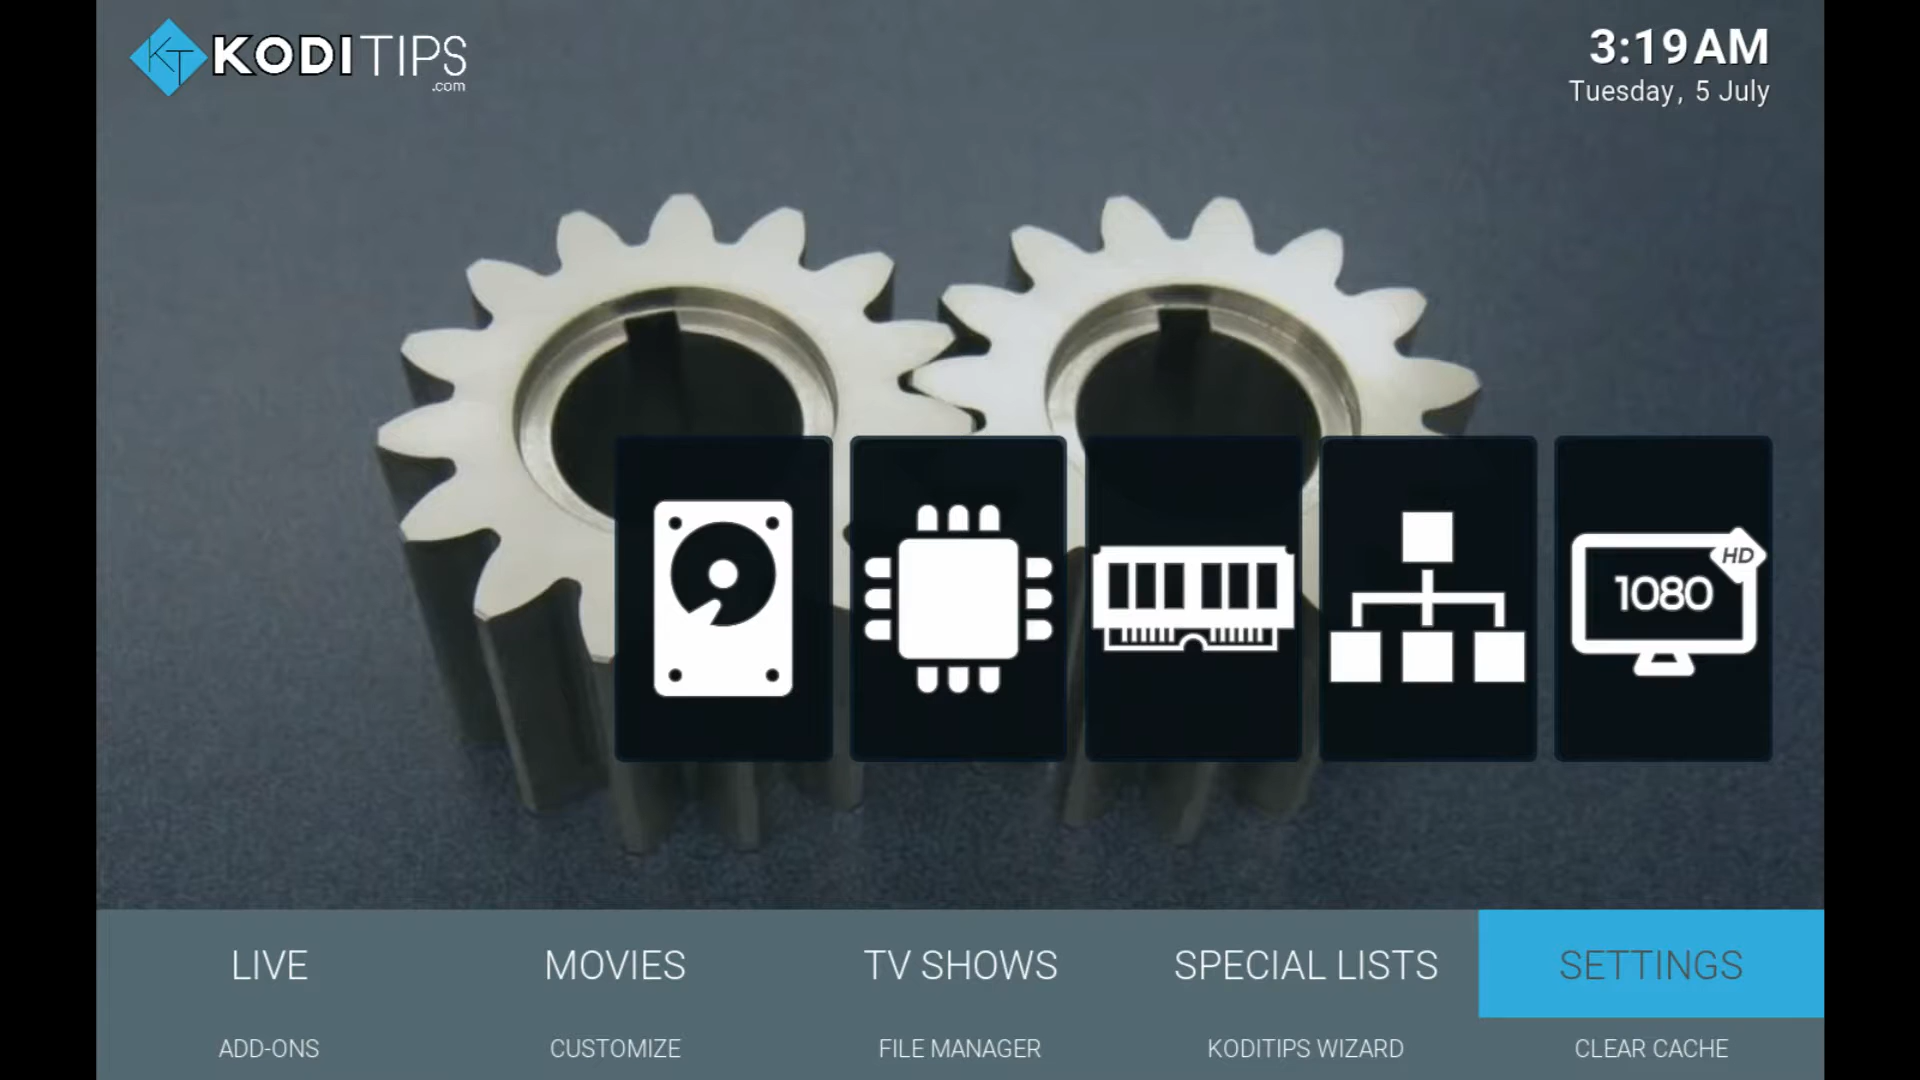 KT KODITIPS
.com
3:19AM
Tuesday, 5 July
HD
1080
LIVE MOVIES TV SHOWS SPECIAL LISTS SETTINGS
ADD-ONS CUSTOMIZE FILE MANAGER KODITIPS WIZARD CLEAR CACHE